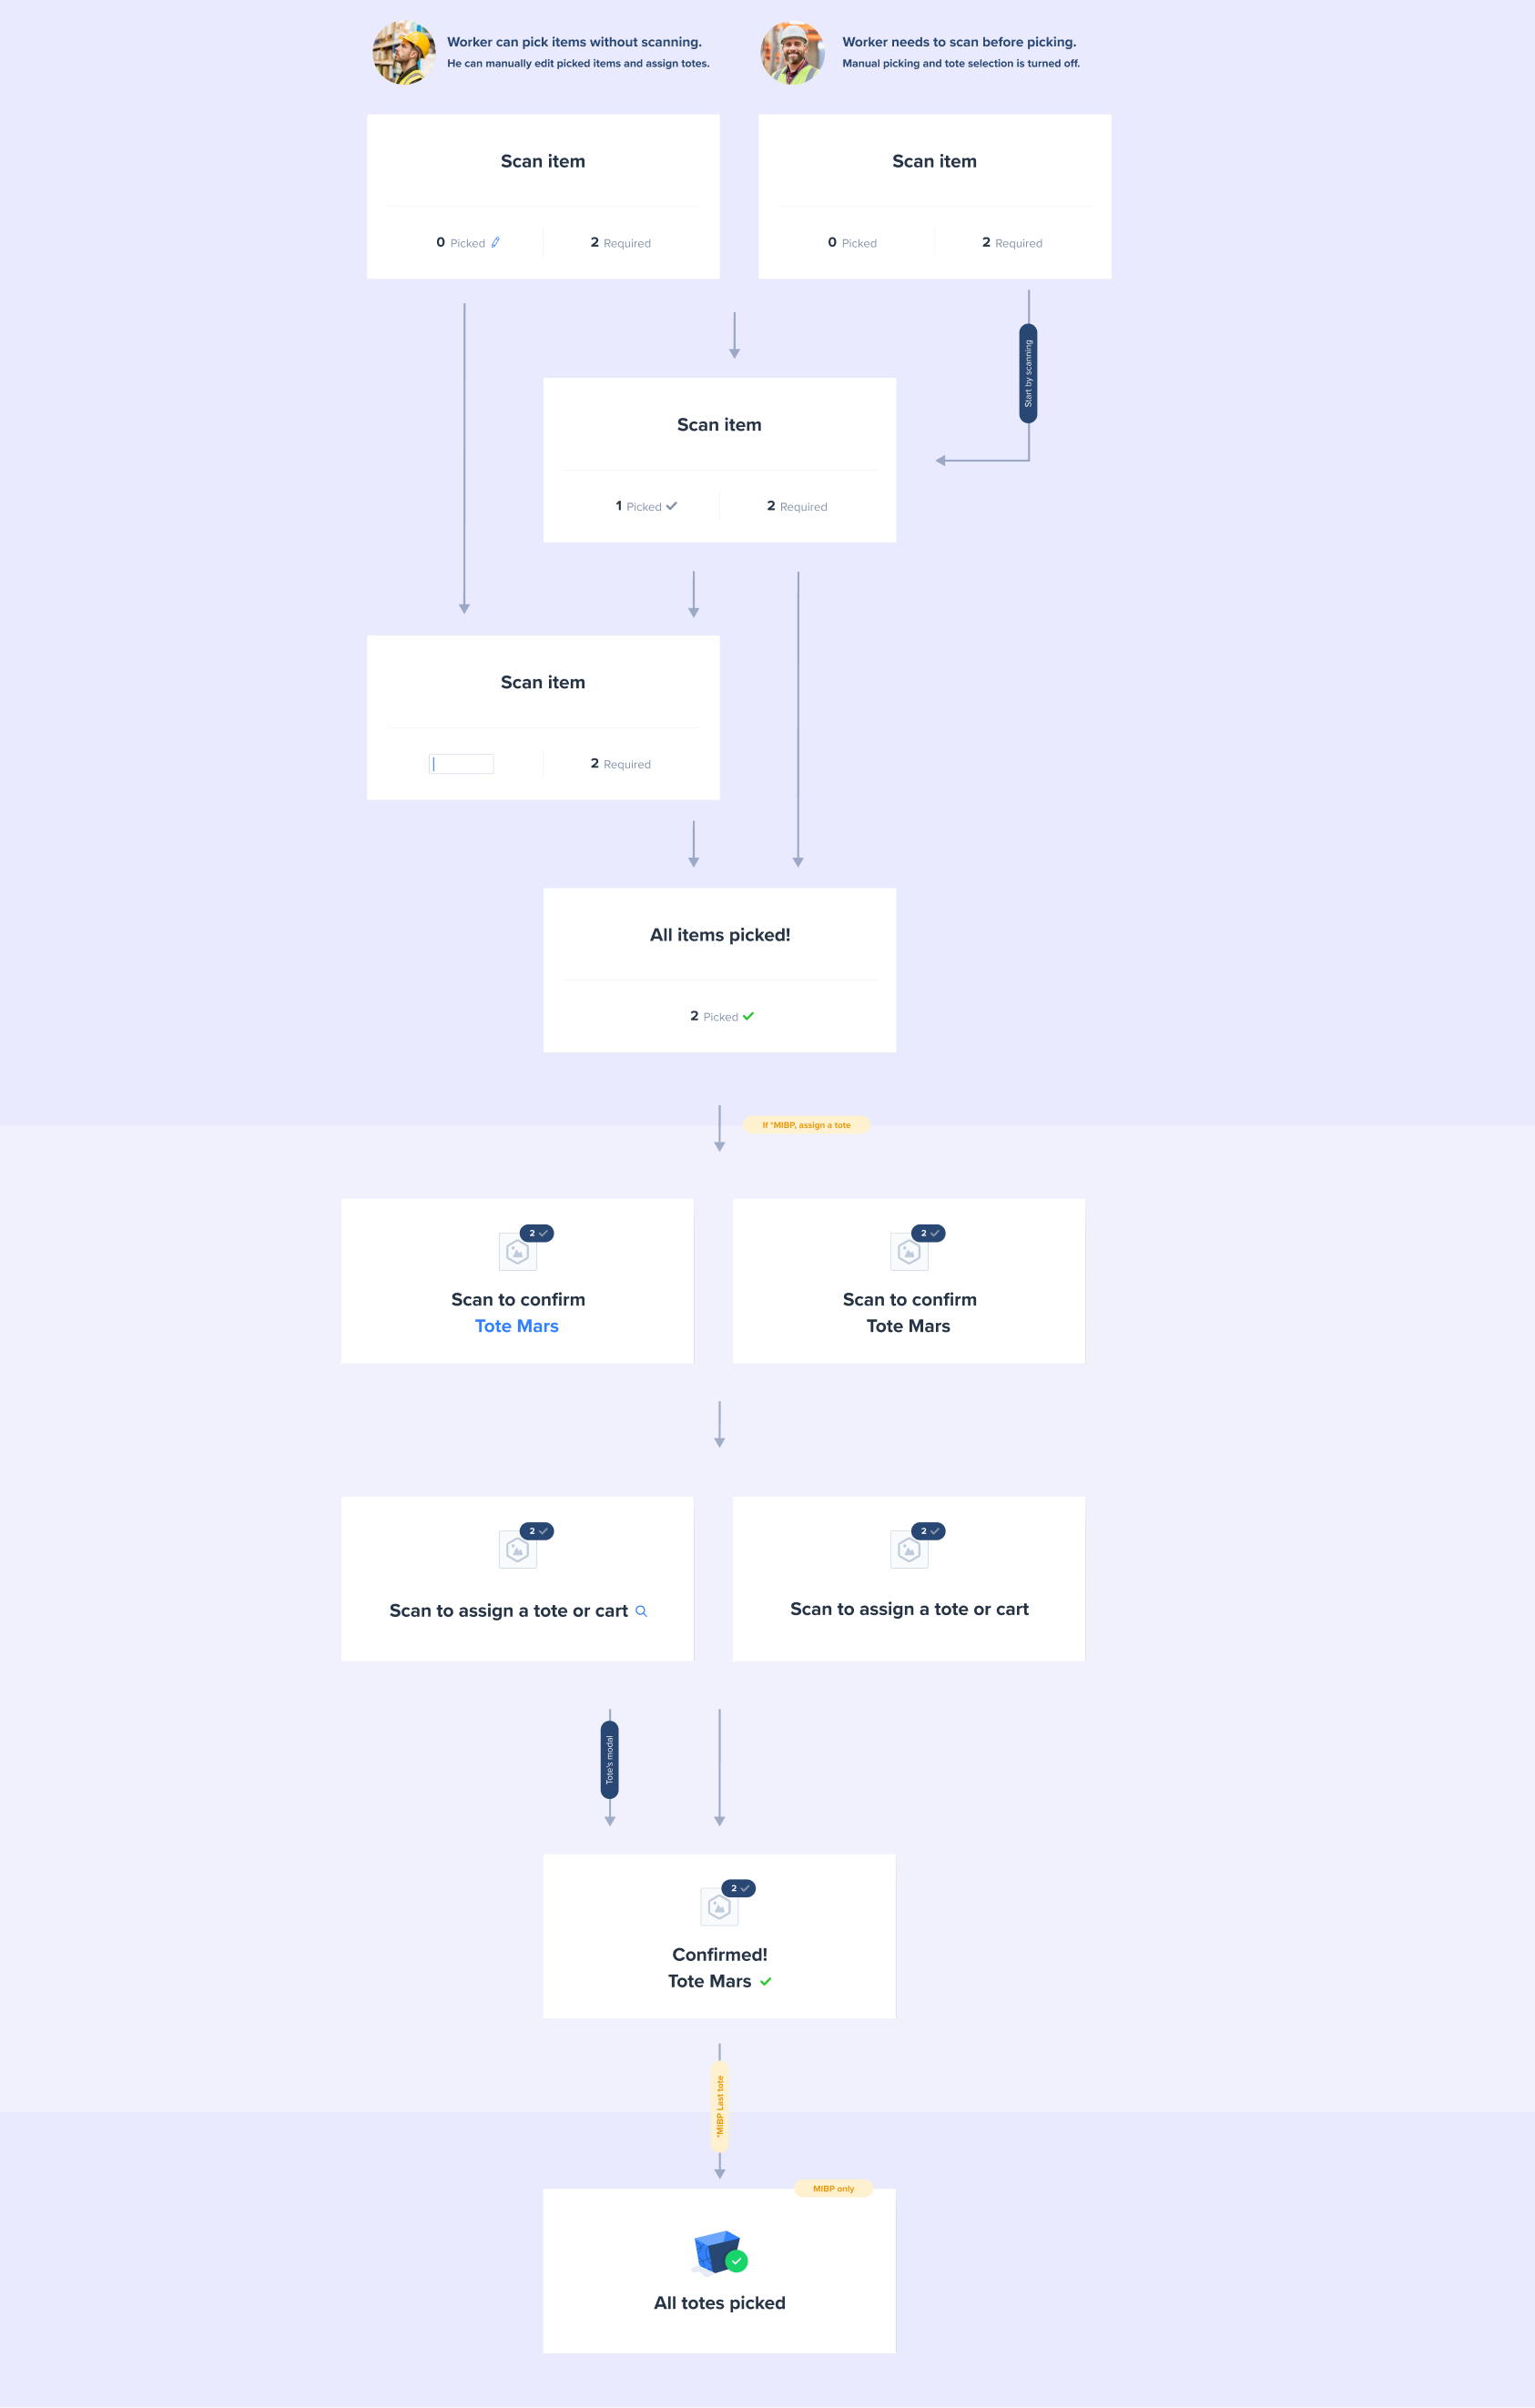 Worker can pick items without scanning.
He can manually edit picked items and assign totes.
Worker needs to scan before picking.
Manual picking and tote selection is turned off.
Scan item
0 Picked
2 Required
Scan item
0 Picked
2 Required
Start by scanning
Scan item
1 Picked
2 Required
Scan item
2 Required
All items picked!
2 Picked
If *MIBP, assign a tote
2
Scan to confirm
Tote Mars
2
Scan to confirm
Tote Mars
2
Scan to assign a tote or cart
2
Scan to assign a tote or cart
Tote's modal
2
Confirmed!
Tote Mars
*MIBP Last tote
MIBP only
All totes picked